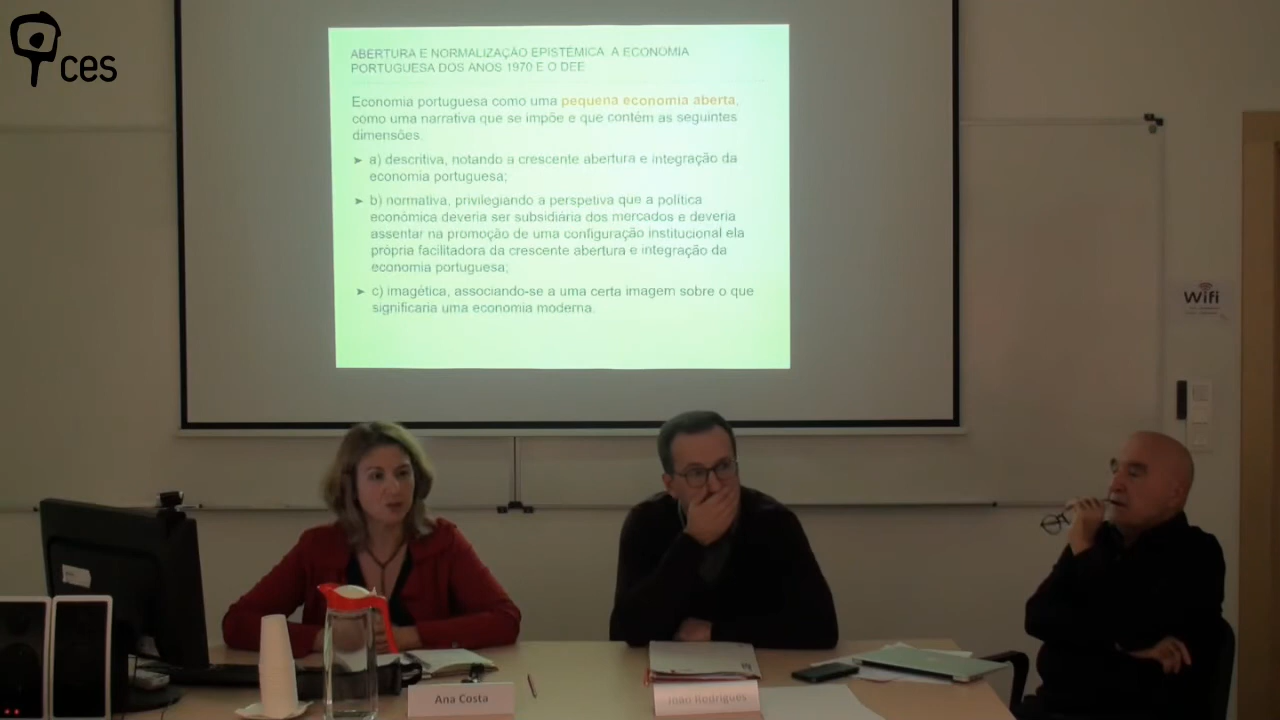 ces
ABERTURA E NORMALIZAÇÃO EPISTÉMICA: A ECONOMIA
PORTUGUESA DOS ANOS 1970 E O DEE
Economia portuguesa como uma pequena economia aberta,
como uma narrativa que se impõe e que contém as seguintes
dimensões:
➤ a) descritiva, notando a crescente abertura e integração da
economia portuguesa;
➤ b) normativa, privilegiando a perspetiva que a política
económica deveria ser subsidiária dos mercados e deveria
assentar na promoção de uma configuração institucional ela
própria facilitadora da crescente abertura e integração da
economia portuguesa;
➤ c) imagética, associando-se a uma certa imagem sobre o que
significaria uma economia moderna.
Wifi
Ana Costa
João Rodrigues